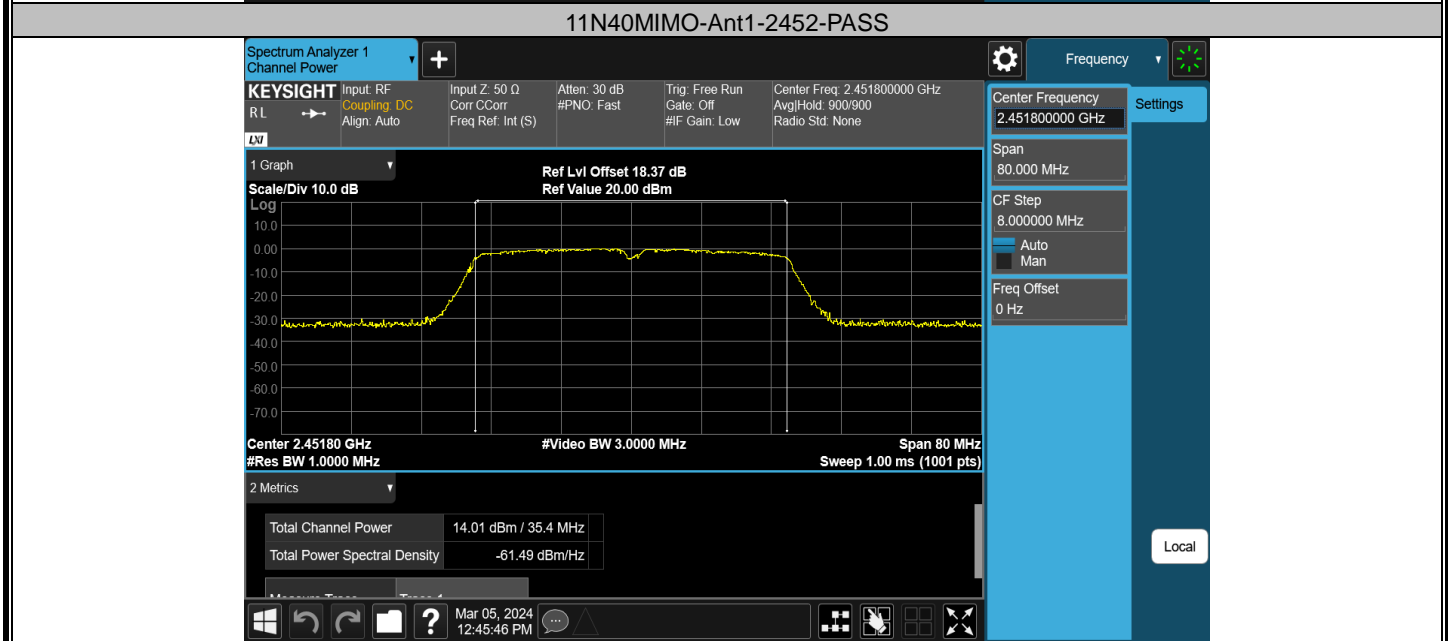 11N40MIMO-Ant1-2452-PASS
Spectrum Analyzer 1
Channel Power
Frequency
KEYSIGHT
R L
LXI
Input: RF
Coupling: DC
Align: Auto
Input Z: 50 Ω
Corr CCorr
Freq Ref: Int (S)
Atten: 30 dB
#PNO: Fast
Trig: Free Run
Gate: Off
#IF Gain: Low
Center Freq: 2.451800000 GHz
Avg|Hold: 900/900
Radio Std: None
Center Frequency
2.451800000 GHz
Settings
Span
80.000 MHz
CF Step
8.000000 MHz
Auto
Man
Freq Offset
0 Hz
1 Graph
Scale/Div 10.0 dB
Ref Lvl Offset 18.37 dB
Ref Value 20.00 dBm
Log
10.0
0.00
-10.0
-20.0
-30.0
-40.0
-50.0
-60.0
-70.0
Center 2.45180 GHz
#Video BW 3.0000 MHz
Span 80 MHz
#Res BW 1.0000 MHz
Sweep 1.00 ms (1001 pts)
2 Metrics
Total Channel Power 14.01 dBm / 35.4 MHz
Total Power Spectral Density -61.49 dBm/Hz
Local
?
Mar 05, 2024
12:45:46 PM